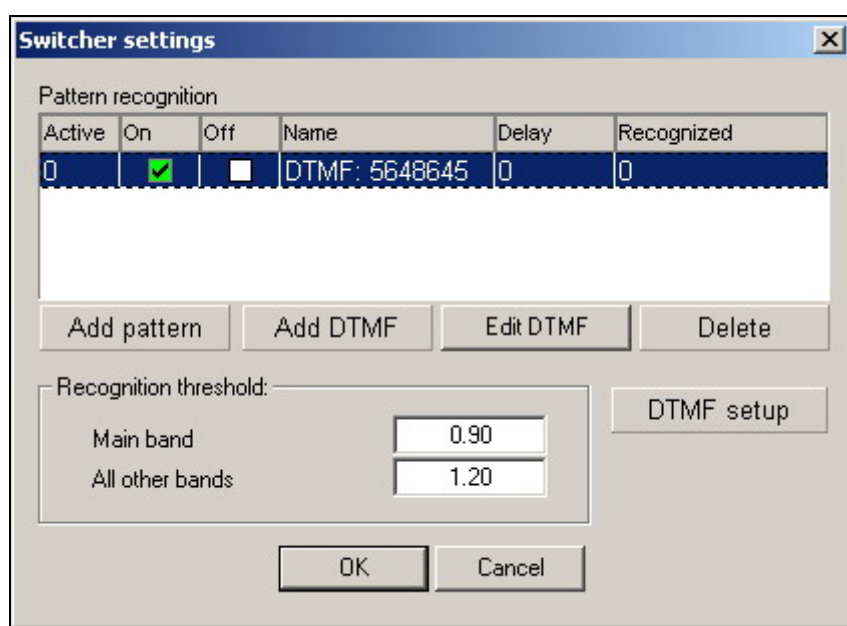 Switcher settings
Pattern recognition
Active On Off Name Delay Recognized
0 DTMF: 5648645 0 0
Add pattern Add DTMF Edit DTMF Delete
Recognition threshold:
DTMF setup
Main band 0.90
All other bands 1.20
OK Cancel